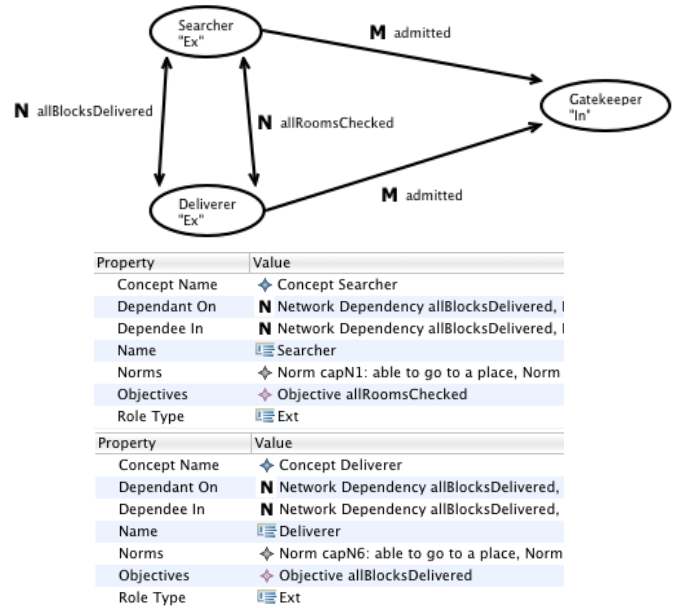 Searcher
"Ex"
M admitted
Gatekeeper
"In"
N allBlocksDelivered
N allRoomsChecked
Deliverer
"Ex"
M admitted
Property Value
Concept Name Concept Searcher
Dependant On N Network Dependency allBlocksDelivered,
Dependee In N Network Dependency allBlocksDelivered,
Name Searcher
Norms Norm capN1: able to go to a place, Norm
Objectives Objective allRoomsChecked
Role Type Ext
Property Value
Concept Name Concept Deliverer
Dependant On N Network Dependency allBlocksDelivered,
Dependee In N Network Dependency allBlocksDelivered,
Name Deliverer
Norms Norm capN6: able to go to a place, Norm
Objectives Objective allBlocksDelivered
Role Type Ext